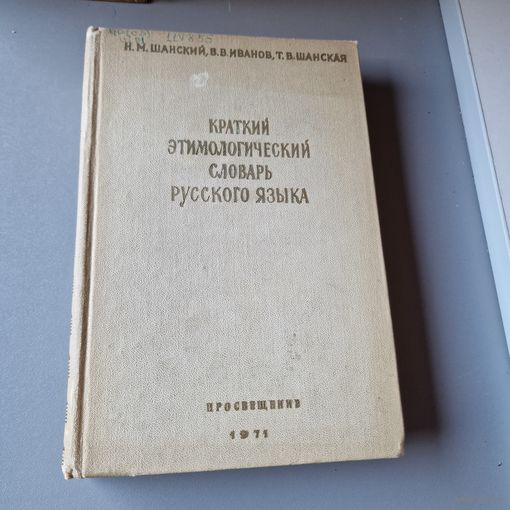 Н. М. ШАНСКИЙ, В. В. ИВАНОВ, Т. В. ШАНСКАЯ
КРАТКИЙ
ЭТИМОЛОГИЧЕСКИЙ
СЛОВАРЬ
РУССКОГО ЯЗЫКА
ПРОСВЕЩЕНИЕ
1971